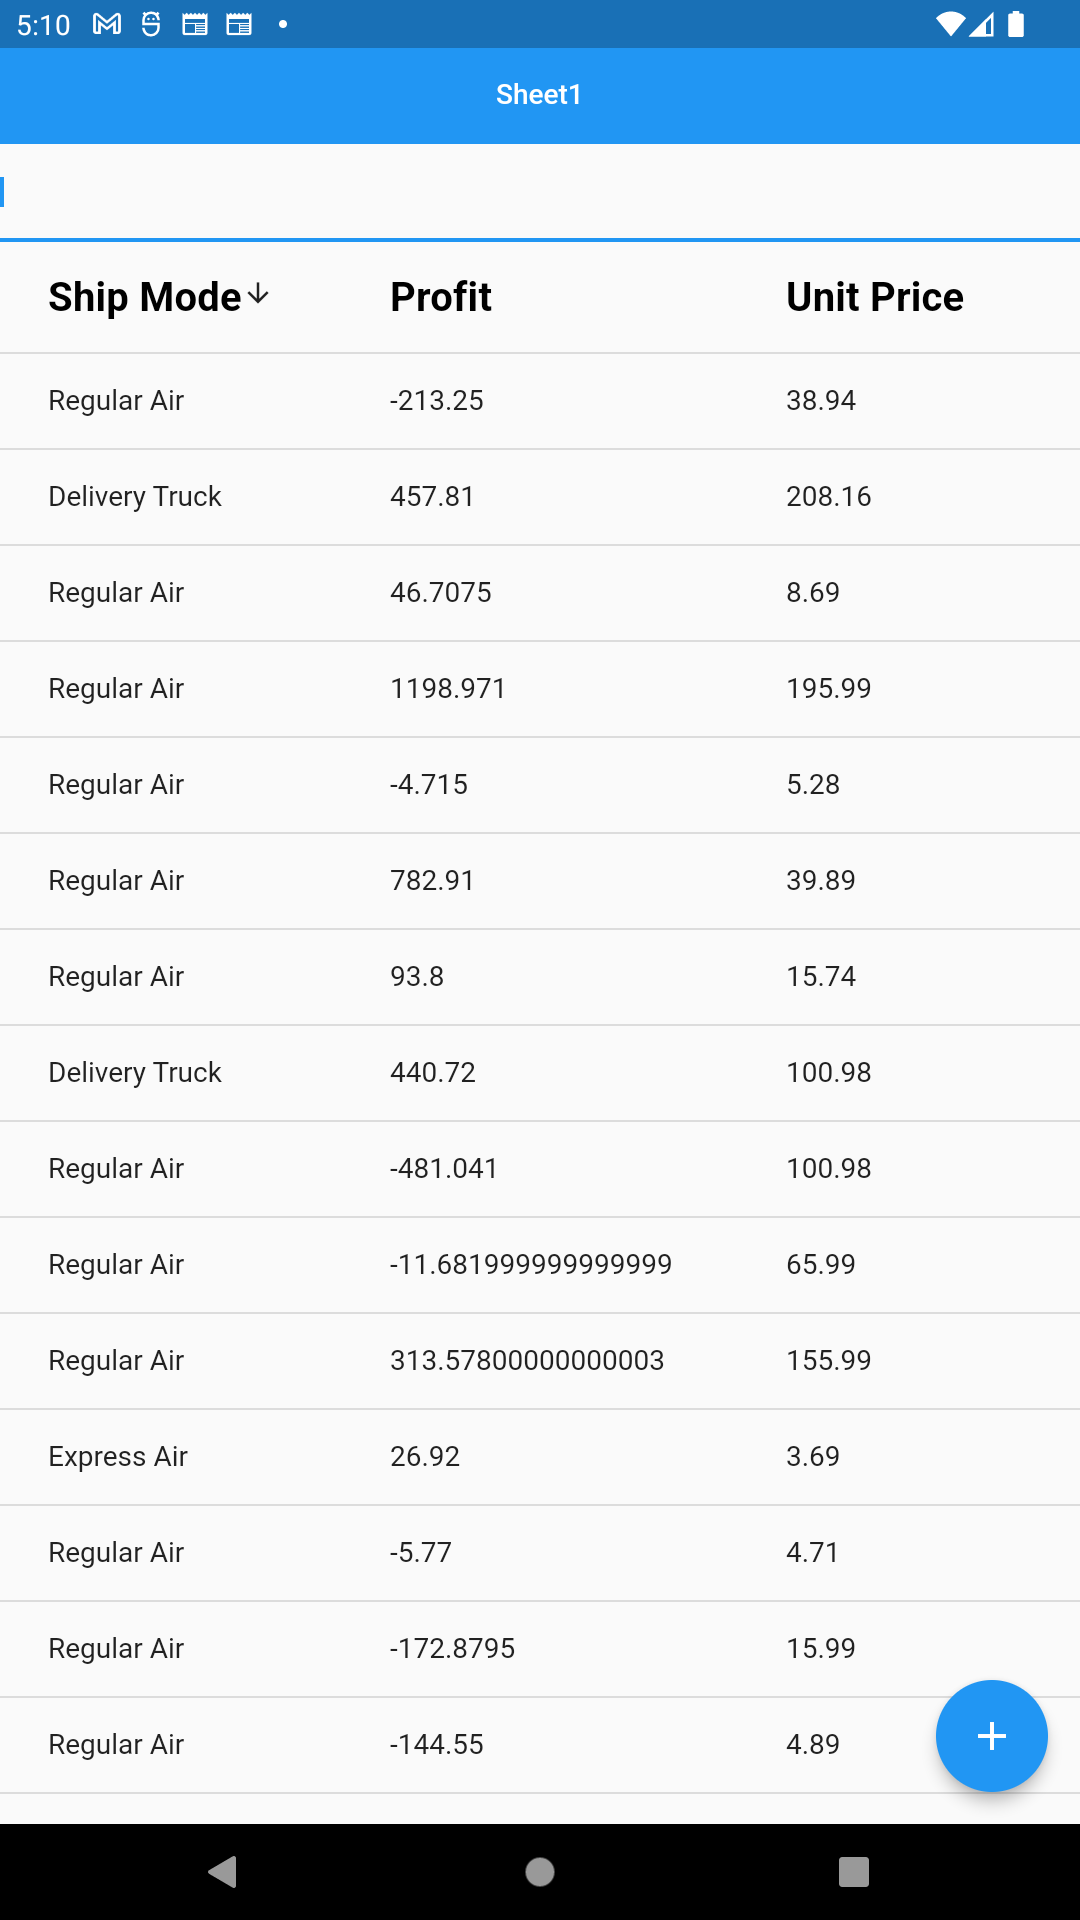 5:10
Sheet1
Ship Mode Profit Unit Price
Regular Air -213.25 38.94
Delivery Truck 457.81 208.16
Regular Air 46.7075 8.69
Regular Air 1198.971 195.99
Regular Air -4.715 5.28
Regular Air 782.91 39.89
Regular Air 93.8 15.74
Delivery Truck 440.72 100.98
Regular Air -481.041 100.98
Regular Air -11.681999999999999 65.99
Regular Air 313.57800000000003 155.99
Express Air 26.92 3.69
Regular Air -5.77 4.71
Regular Air -172.8795 15.99
Regular Air -144.55 4.89